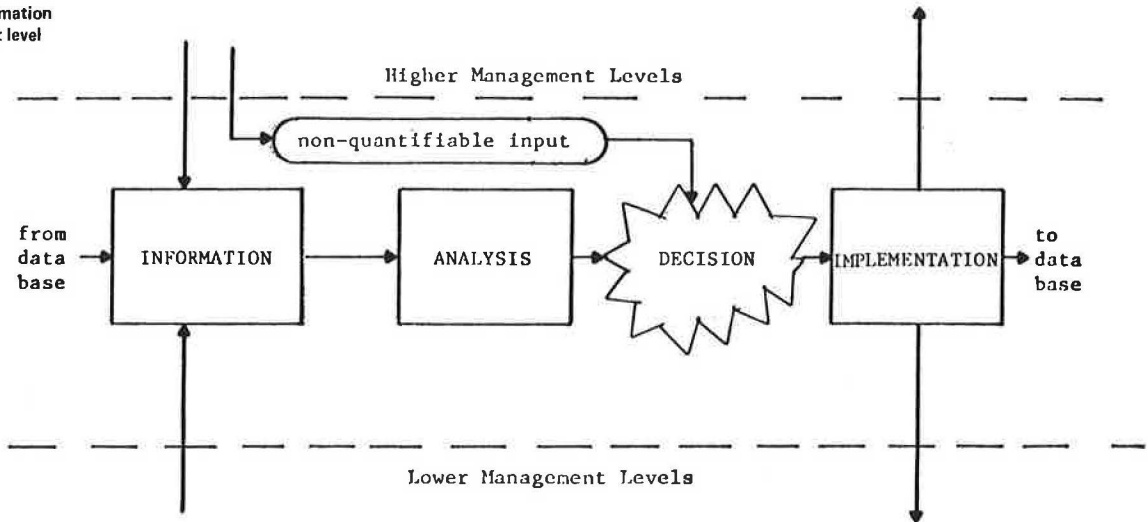 mation
level
Higher Management Levels
non-quantifiable input
from
data
base
INFORMATION
ANALYSIS
DECISION
IMPLEMENTATION
to
data
base
Lower Management Levels